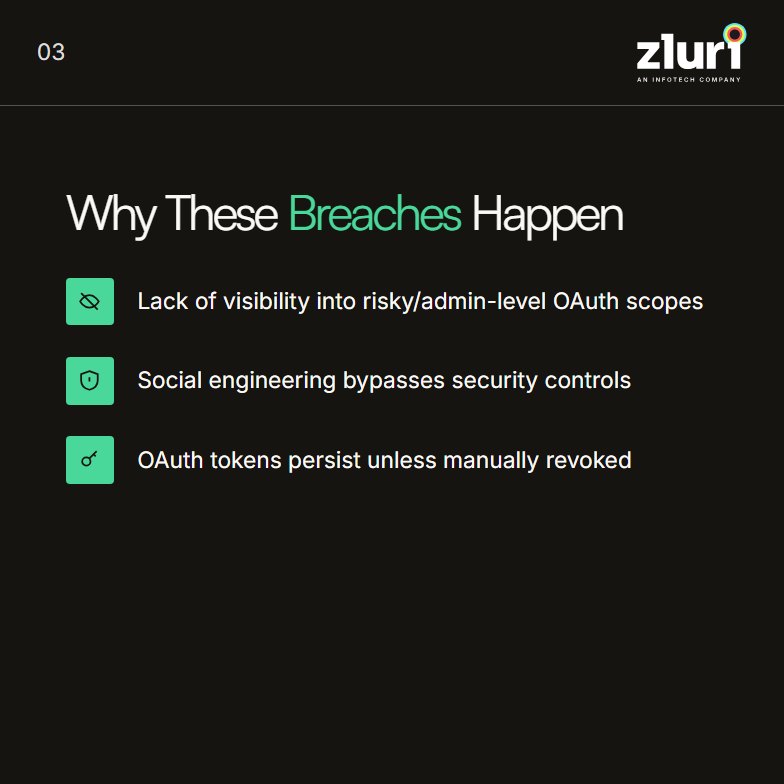 03
zluri
AN INFOTECH COMPANY
Why These Breaches Happen
Lack of visibility into risky/admin-level OAuth scopes
Social engineering bypasses security controls
OAuth tokens persist unless manually revoked